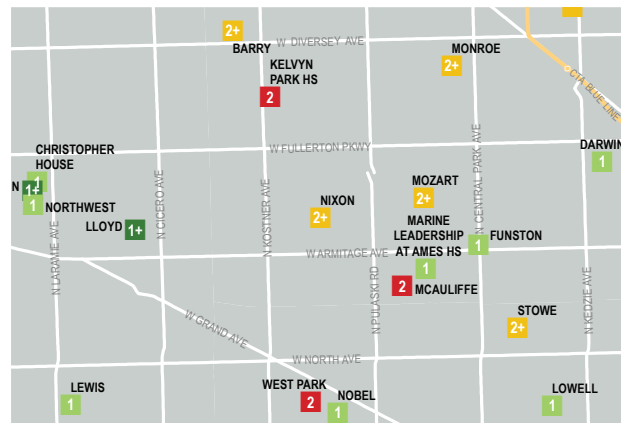 2+
BARRY
W DIVERSEY AVE
MONROE
2+
KELVYN
PARK HS
2
CTA BLUE LINE
W FULLERTON PKWY
DARWIN
1
CHRISTOPHER
HOUSE
1
N
1+
1
NORTHWEST
LLOYD
1+
N CICERO AVE
N KOSTNER AVE
NIXON
2+
MOZART
2+
N CENTRAL PARK AVE
MARINE
LEADERSHIP
AT AMES HS
1
FUNSTON
1
W ARMITAGE AVE
N LARAMIE AVE
N PULASKI RD
2
MCAULIFFE
N KEDZIE AVE
STOWE
2+
W GRAND AVE
W NORTH AVE
LEWIS
1
WEST PARK
2
NOBEL
1
LOWELL
1